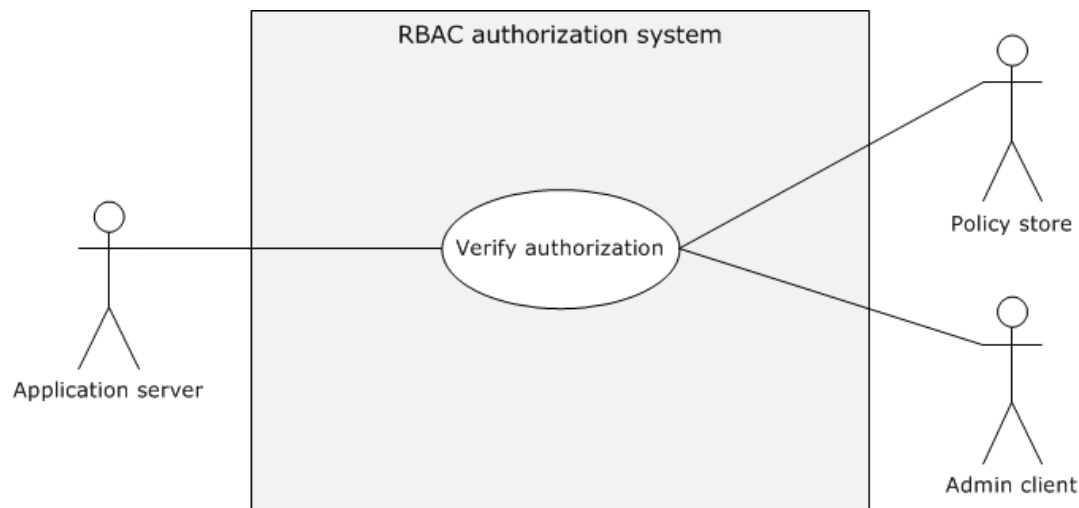 RBAC authorization system
Policy store
Verify authorization
Application server
Admin client